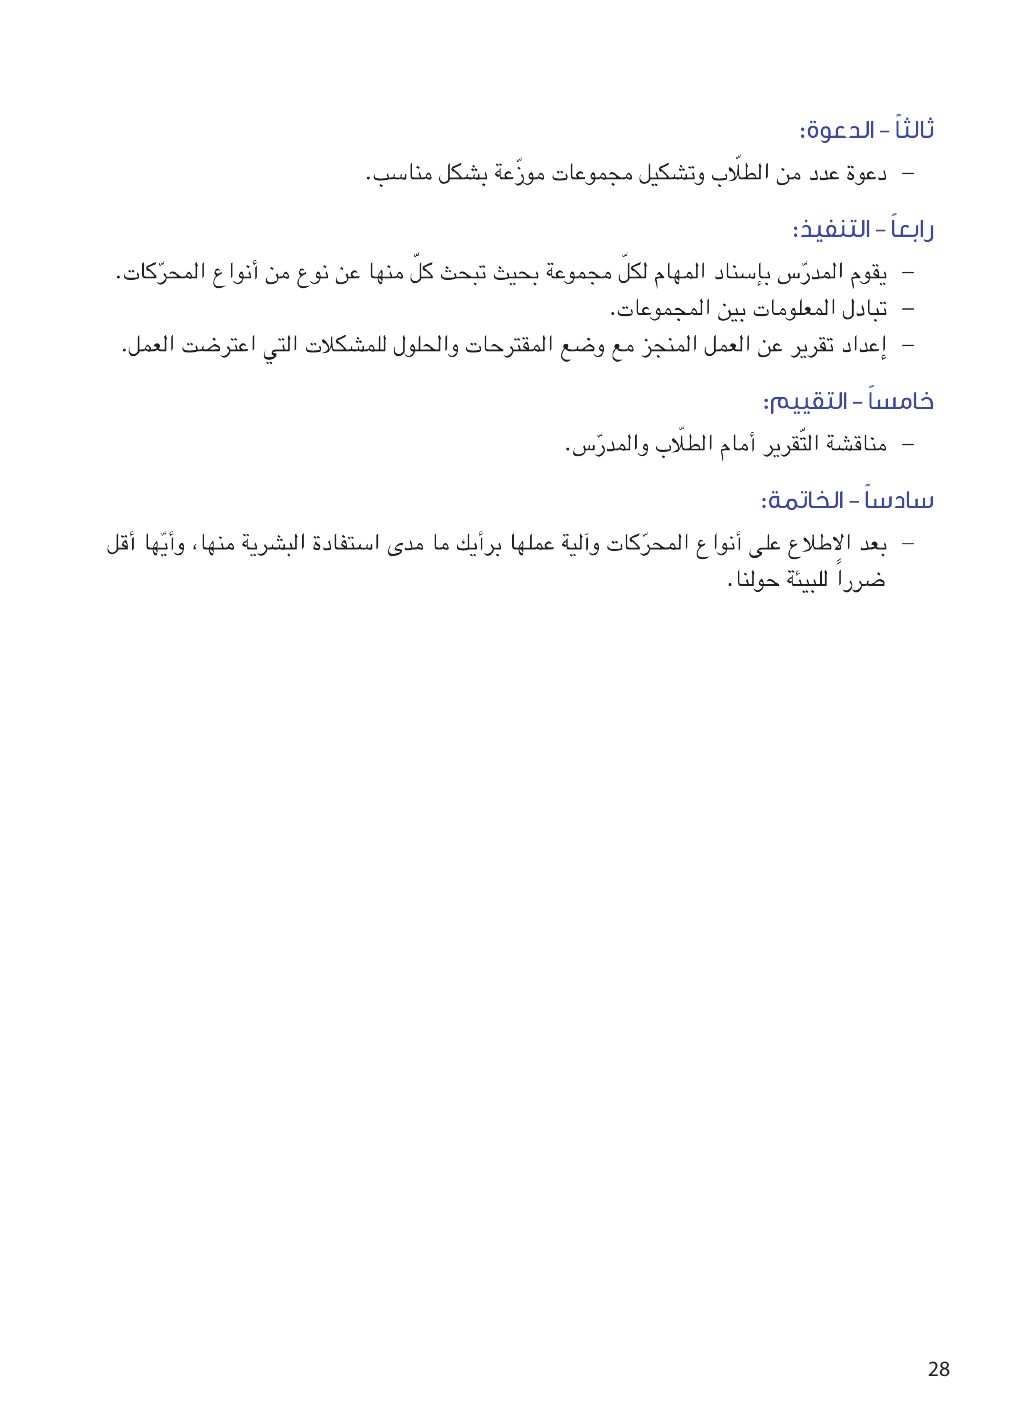 ثالثاً – الدعوة:
– دعوة عدد من الطلّاب وتشكيل مجموعات موزّعة بشكل مناسب.
رابعاً – التنفيذ:
– يقوم المدرّس بإسناد المهام لكلّ مجموعة بحيث تبحث كلّ منها عن نوع من أنواع المحرّكات.
– تبادل المعلومات بين المجموعات.
– إعداد تقرير عن العمل المنجز مع وضع المقترحات والحلول للمشكلات التي اعترضت العمل.
خامساً – التقييم:
– مناقشة التّقرير أمام الطلّاب والمدرّس.
سادساً – الخاتمة:
– بعد الاطلاع على أنواع المحرّكات وآلية عملها برأيك ما مدى استفادة البشرية منها، وأيّها أقل
ضرراً للبيئة حولنا.
28